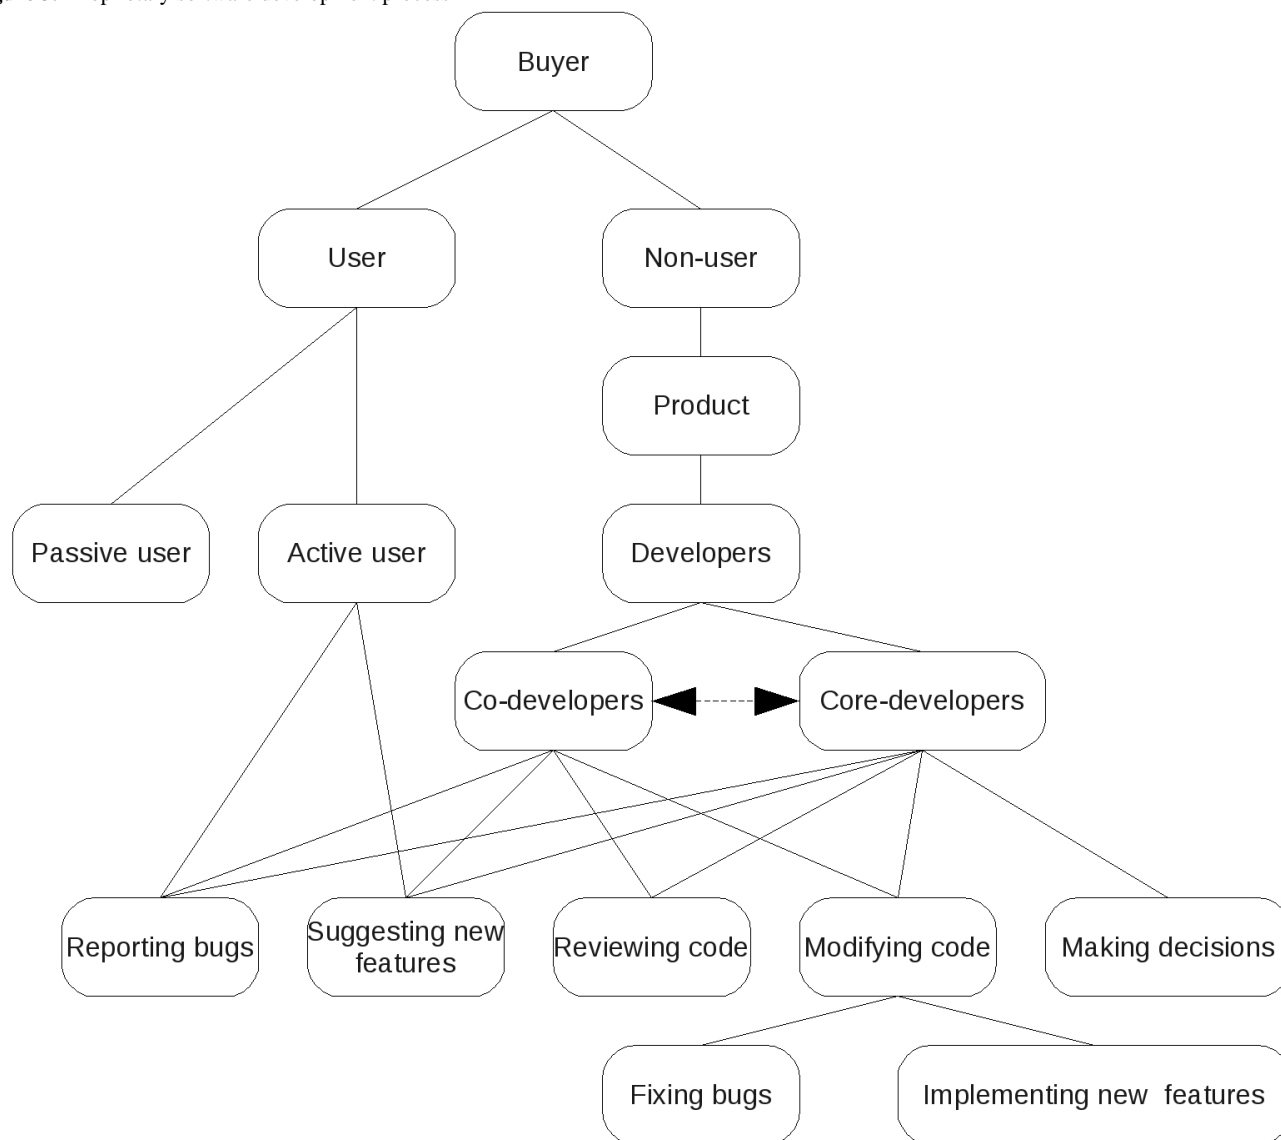 Buyer
User
Non-user
Product
Passive user
Active user
Developers
Co-developers
Core-developers
Reporting bugs
Suggesting new
features
Reviewing code
Modifying code
Making decisions
Fixing bugs
Implementing new  features